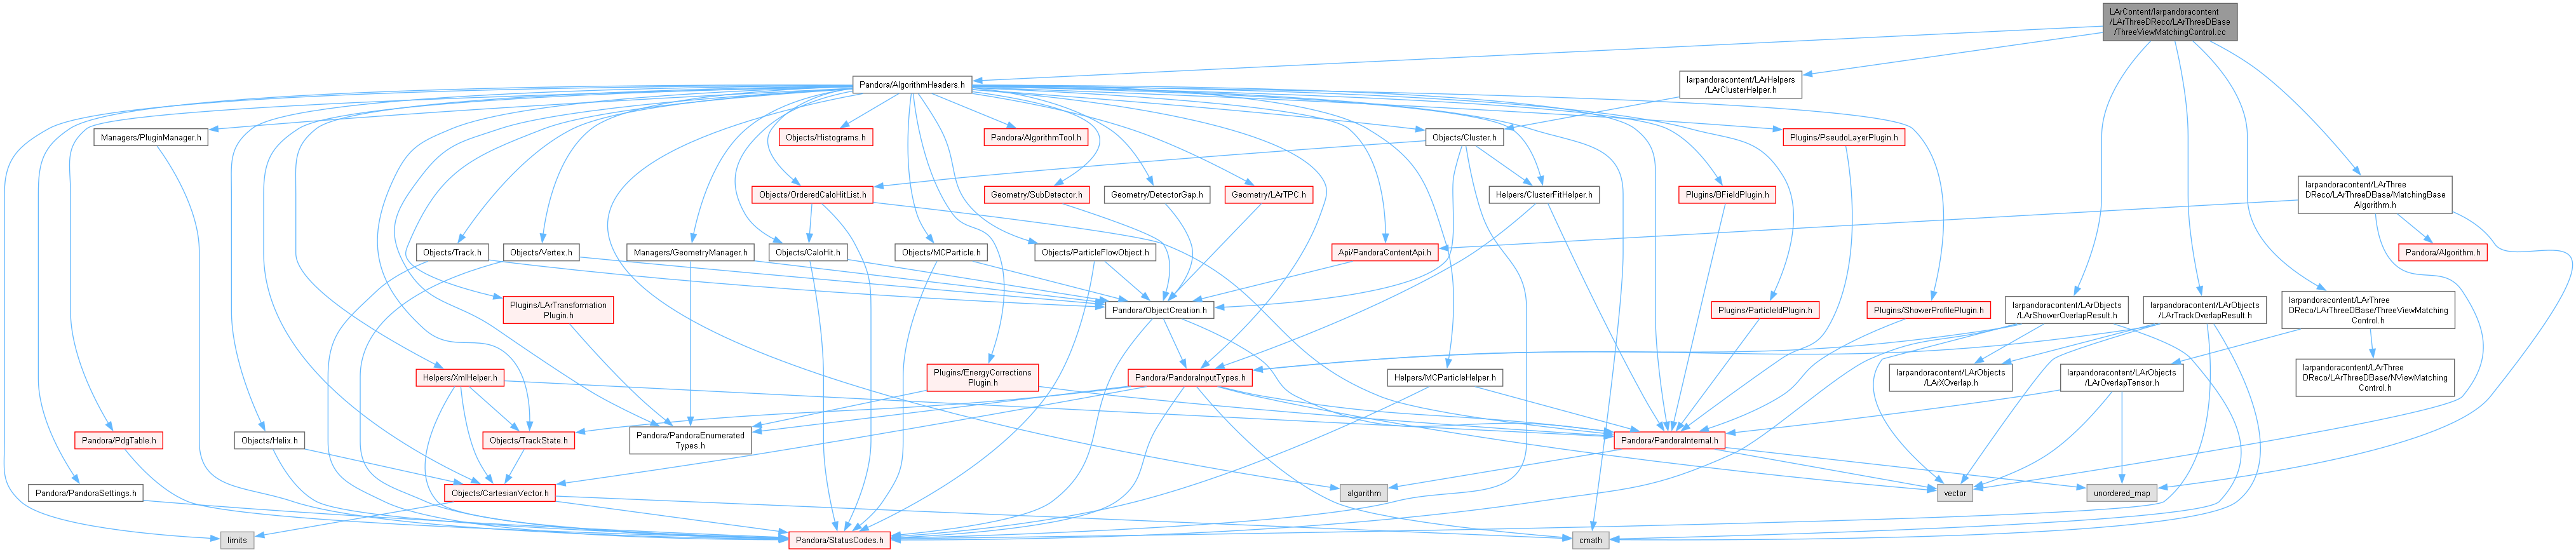 LArContent/larpandoracontent
/LArThreeDReco/LArThreeDBase
/ThreeViewMatchingControl.cc
Pandora/AlgorithmHeaders.h
larpandoracontent/LArHelpers
/LArClusterHelper.h
Managers/PluginManager.h
Objects/Histograms.h
Pandora/AlgorithmTool.h
Objects/Cluster.h
Plugins/PseudoLayerPlugin.h
Objects/OrderedCaloHitList.h
Geometry/SubDetector.h
Geometry/DetectorGap.h
Geometry/LArTPC.h
Helpers/ClusterFitHelper.h
Plugins/BFieldPlugin.h
larpandoracontent/LArThree
DReco/LArThreeDBase/MatchingBase
Algorithm.h
Objects/Track.h
Objects/Vertex.h
Managers/GeometryManager.h
Objects/CaloHit.h
Objects/MCParticle.h
Objects/ParticleFlowObject.h
Api/PandoraContentApi.h
Pandora/Algorithm.h
Plugins/LArTransformation
Plugin.h
Pandora/ObjectCreation.h
Plugins/ParticleIdPlugin.h
Plugins/ShowerProfilePlugin.h
larpandoracontent/LArObjects
/LArShowerOverlapResult.h
larpandoracontent/LArObjects
/LArTrackOverlapResult.h
larpandoracontent/LArThree
DReco/LArThreeDBase/ThreeViewMatching
Control.h
Helpers/XmlHelper.h
Plugins/EnergyCorrections
Plugin.h
Pandora/PandoraInputTypes.h
Helpers/MCParticleHelper.h
larpandoracontent/LArObjects
/LArXOverlap.h
larpandoracontent/LArObjects
/LArOverlapTensor.h
larpandoracontent/LArThree
DReco/LArThreeDBase/NViewMatching
Control.h
Pandora/PdgTable.h
Objects/Helix.h
Objects/TrackState.h
Pandora/PandoraEnumerated
Types.h
Pandora/PandoraInternal.h
Pandora/PandoraSettings.h
Objects/CartesianVector.h
algorithm
vector
unordered_map
limits
Pandora/StatusCodes.h
cmath